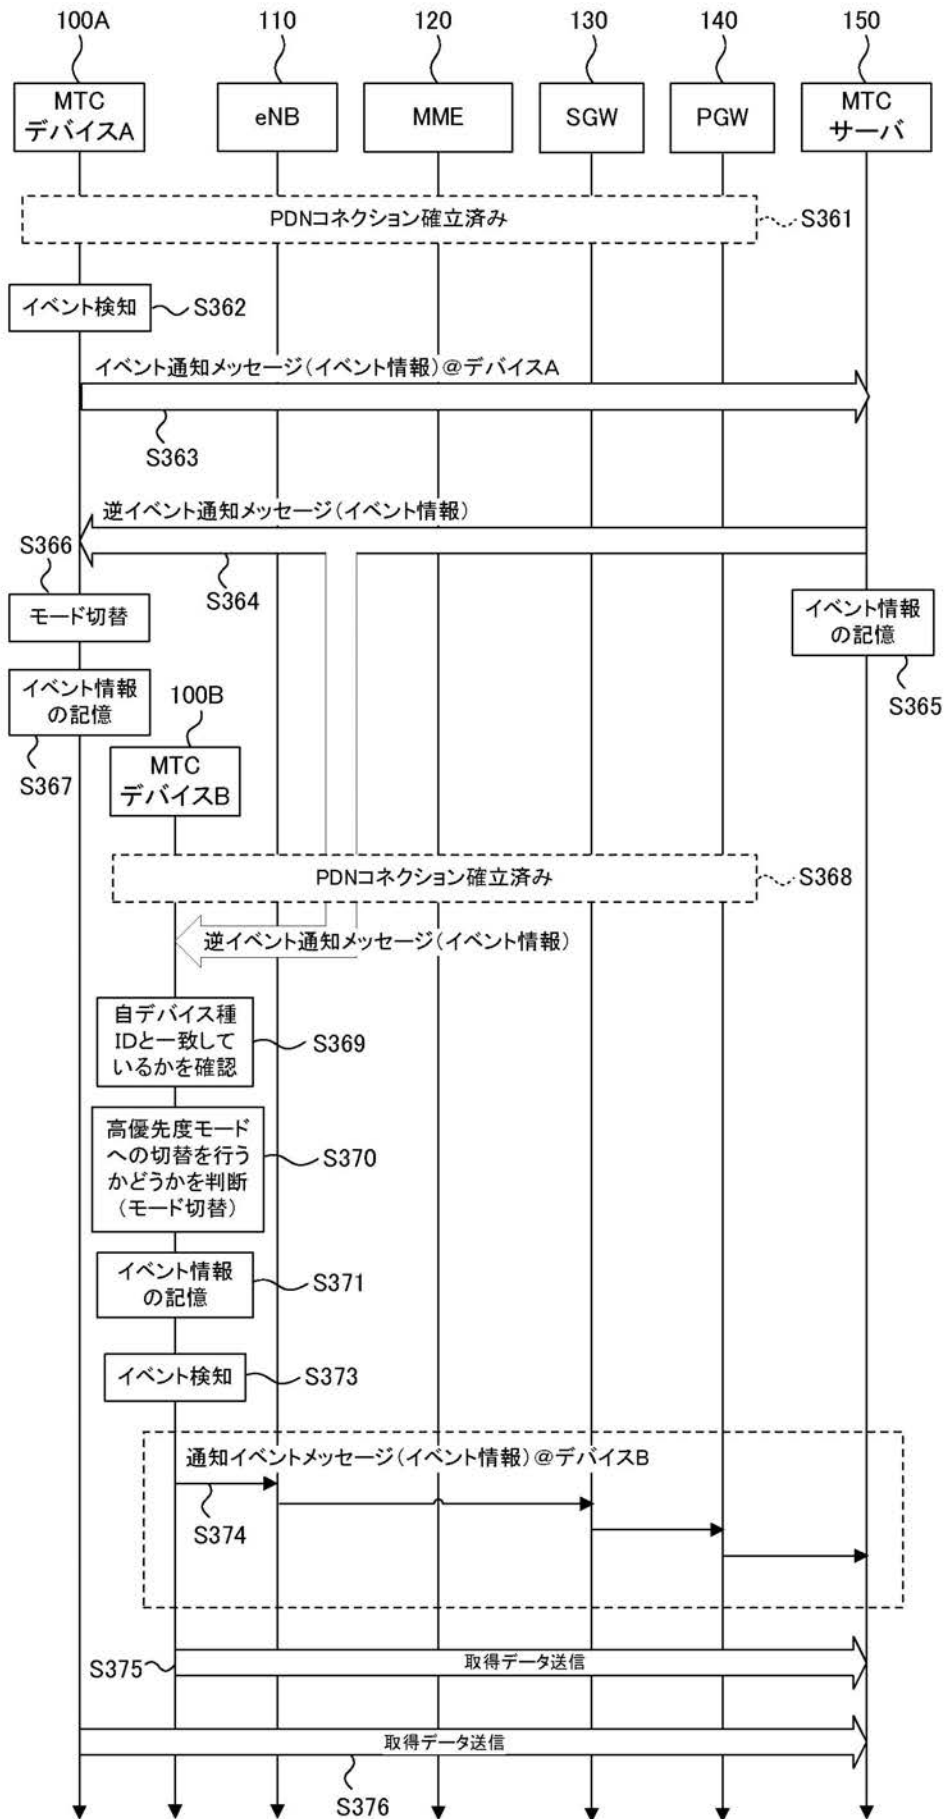 100A
110
120
130
140
150
MTC
デバイスA
eNB
MME
SGW
PGW
MTC
サーバ
PDNコネクション確立済み
S361
イベント検知
S362
イベント通知メッセージ（イベント情報）＠デバイスA
S363
逆イベント通知メッセージ（イベント情報）
S366
S364
モード切替
イベント情報
の記憶
S365
イベント情報
の記憶
S367
100B
MTC
デバイスB
PDNコネクション確立済み
S368
逆イベント通知メッセージ（イベント情報）
自デバイス種
IDと一致して
いるかを確認
S369
高優先度モード
への切替を行う
かどうかを判断
（モード切替）
S370
イベント情報
の記憶
S371
イベント検知
S373
通知イベントメッセージ（イベント情報）＠デバイスB
S374
S375
取得データ送信
取得データ送信
S376